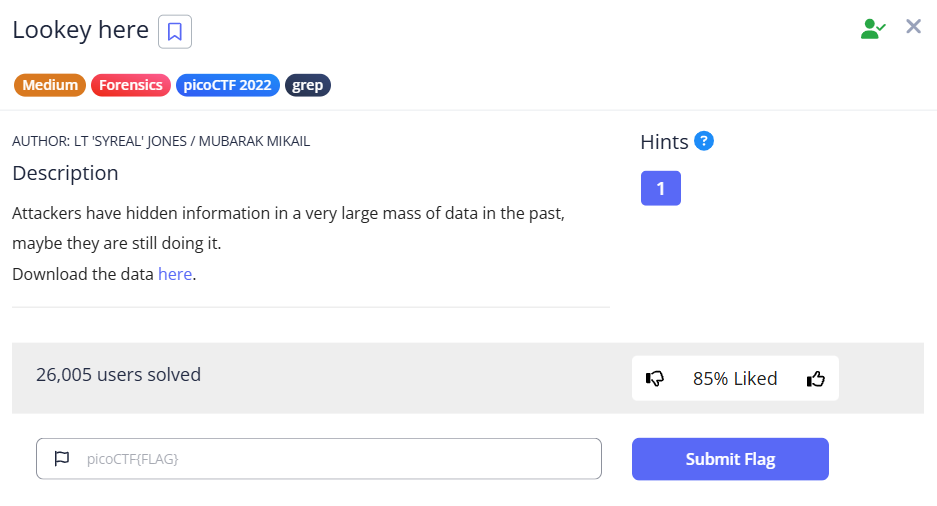 Lookey here
Medium Forensics picoCTF 2022 grep
AUTHOR: LT 'SYREAL' JONES / MUBARAK MIKAIL
Hints ?
Description
1
Attackers have hidden information in a very large mass of data in the past,
maybe they are still doing it.
Download the data here.
26,005 users solved
85% Liked
picoCTF{FLAG}
Submit Flag